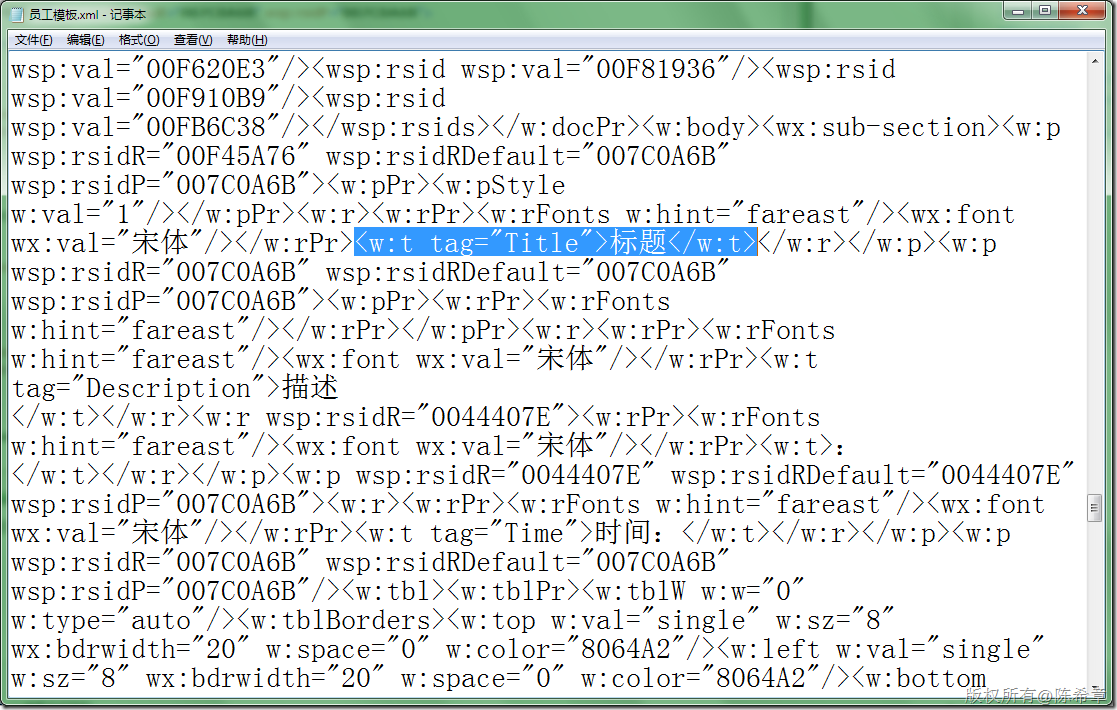 员工模板.xml - 记事本
文件(F) 编辑(E) 格式(O) 查看(V) 帮助(H)
wsp:val="00F620E3"/><wsp:rsid wsp:val="00F81936"/><wsp:rsid
wsp:val="00F910B9"/><wsp:rsid
wsp:val="00FB6C38"/></wsp:rsids></w:docPr><w:body><wx:sub-section><w:p
wsp:rsidR="00F45A76" wsp:rsidRDefault="007C0A6B"
wsp:rsidP="007C0A6B"><w:pPr><w:pStyle
w:val="1"/></w:pPr><w:r><w:rPr><w:rFonts w:hint="fareast"/><wx:font
wx:val="宋体"/></w:rPr><w:t tag="Title">标题</w:t></w:r></w:p><w:p
wsp:rsidR="00F45A76" wsp:rsidRDefault="007C0A6B"
wsp:rsidP="007C0A6B"><w:pPr><w:rPr><w:rFonts
w:hint="fareast"/></w:rPr></w:pPr><w:r><w:rPr><w:rFonts
w:hint="fareast"/><wx:font wx:val="宋体"/></w:rPr><w:t
tag="Description">描述
</w:t></w:r><w:r wsp:rsidR="0044407E"><w:rPr><w:rFonts
w:hint="fareast"/><wx:font wx:val="宋体"/></w:rPr><w:t>：
</w:t></w:r></w:p><w:p wsp:rsidR="0044407E" wsp:rsidRDefault="0044407E"
wsp:rsidP="007C0A6B"><w:r><w:rPr><w:rFonts w:hint="fareast"/><wx:font
wx:val="宋体"/></w:rPr><w:t tag="Time">时间：</w:t></w:r></w:p><w:p
wsp:rsidR="007C0A6B" wsp:rsidRDefault="007C0A6B"
wsp:rsidP="007C0A6B"/><w:tbl><w:tblPr><w:tblW w:w="0"
w:type="auto"/><w:tblBorders><w:top w:val="single" w:sz="8"
wx:bdrwidth="20" w:space="0" w:color="8064A2"/><w:left w:val="single"
w:sz="8" wx:bdrwidth="20" w:space="0" w:color="8064A2"/><w:bottom
版权所有@陈希章